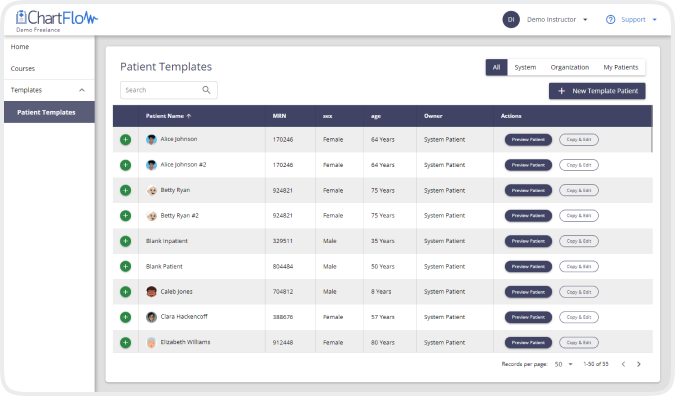 ChartFlow
Demo Freelance
DI Demo Instructor
Support
Home
Courses
Templates
Patient Templates
Patient Templates
All System Organization My Patients
Search
+ New Template Patient
Patient Name MRN sex age Owner Actions
Alice Johnson 170246 Female 64 Years System Patient Preview Patient Copy & Edit
Alice Johnson #2 170246 Female 64 Years System Patient Preview Patient Copy & Edit
Betty Ryan 924821 Female 75 Years System Patient Preview Patient Copy & Edit
Betty Ryan #2 924821 Female 75 Years System Patient Preview Patient Copy & Edit
Blank Inpatient 329511 Male 35 Years System Patient Preview Patient Copy & Edit
Blank Patient 804484 Male 50 Years System Patient Preview Patient Copy & Edit
Caleb Jones 704812 Male 8 Years System Patient Preview Patient Copy & Edit
Clara Hackencoff 388676 Female 57 Years System Patient Preview Patient Copy & Edit
Elizabeth Williams 912448 Female 80 Years System Patient Preview Patient Copy & Edit
Records per page: 50 1-50 of 55